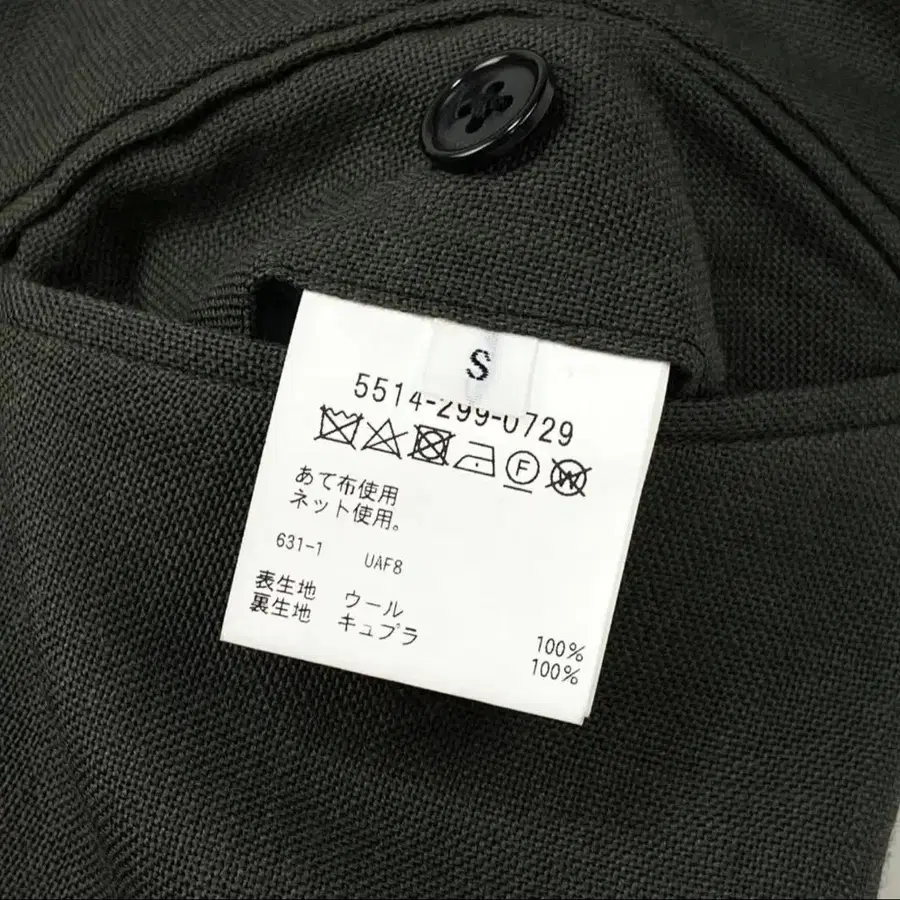 S
5514-299-0729
あて布使用
ネット使用。
631-1 UAF8
表生地 ウール 100%
裏生地 キュプラ 100%